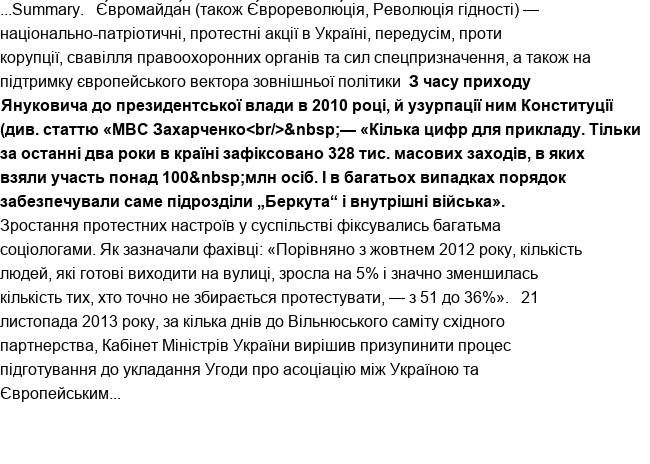 ...Summary.   Євромайдáн (також Єврореволю́ція, Революція гі́дності) —
національно-патріотичні, протестні акції в Україні, передусім, проти
корупції, свавілля правоохоронних органів та сил спецпризначення, а також на
підтримку європейського вектора зовнішньої політики  З часу приходу
Януковича до президентської влади в 2010 році, й узурпації ним Конституції
(див. статтю «МВС Захарченко<br/>&nbsp;— «Кілька цифр для прикладу. Тільки
за останні два роки в країні зафіксовано 328 тис. масових заходів, в яких
взяли участь понад 100&nbsp;млн осіб. І в багатьох випадках порядок
забезпечували саме підрозділи „Беркута“ і внутрішні війська».
Зростання протестних настроїв у суспільстві фіксувались багатьма
соціологами. Як зазначали фахівці: «Порівняно з жовтнем 2012 року, кількість
людей, які готові виходити на вулиці, зросла на 5% і значно зменшилась
кількість тих, хто точно не збирається протестувати, — з 51 до 36%».   21
листопада 2013 року, за кілька днів до Вільнюського саміту східного
партнерства, Кабінет Міністрів України вирішив призупинити процес
підготування до укладання Угоди про асоціацію між Україною та
Європейським...